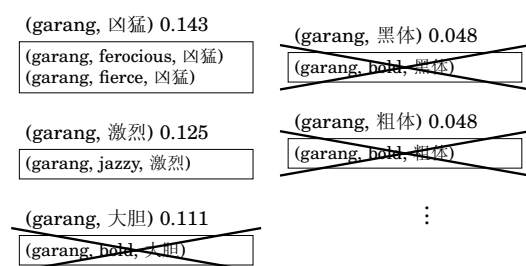 (garang, 凶猛) 0.143
(garang, ferocious, 凶猛)
(garang, fierce, 凶猛)
(garang, 激烈) 0.125
(garang, jazzy, 激烈)
(garang, 大胆) 0.111
(garang, bold, 大胆)
(garang, 黑体) 0.048
(garang, bold, 黑体)
(garang, 粗体) 0.048
(garang, bold, 粗体)
⋮